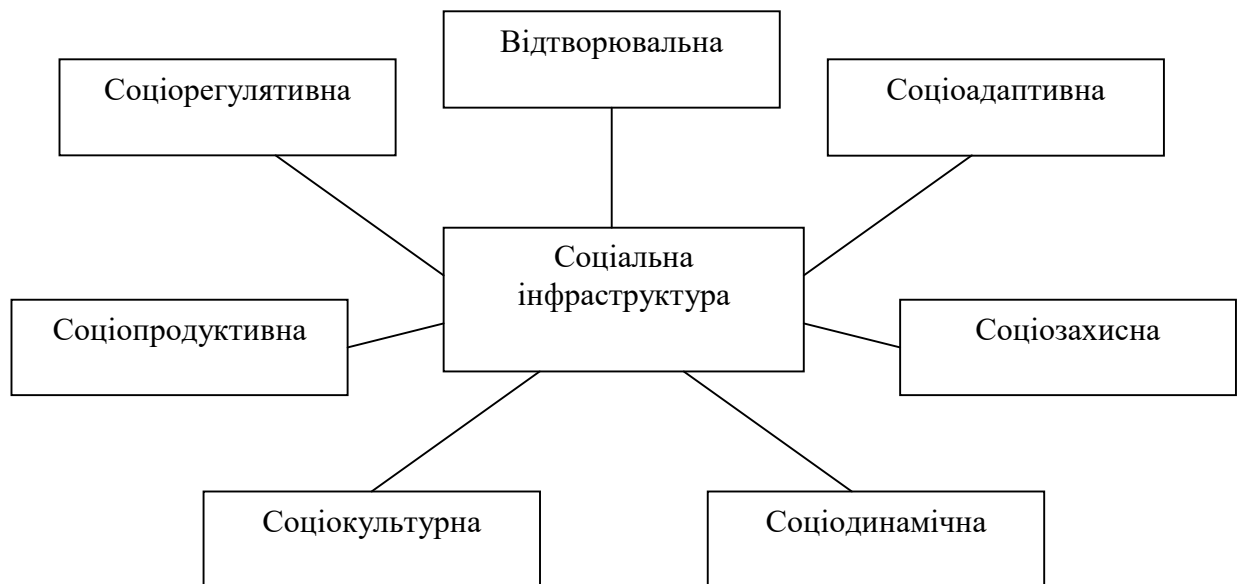 Відтворювальна
Соціорегулятивна
Соціоадаптивна
Соціальна
інфраструктура
Соціопродуктивна
Соціозахисна
Соціокультурна
Соціодинамічна